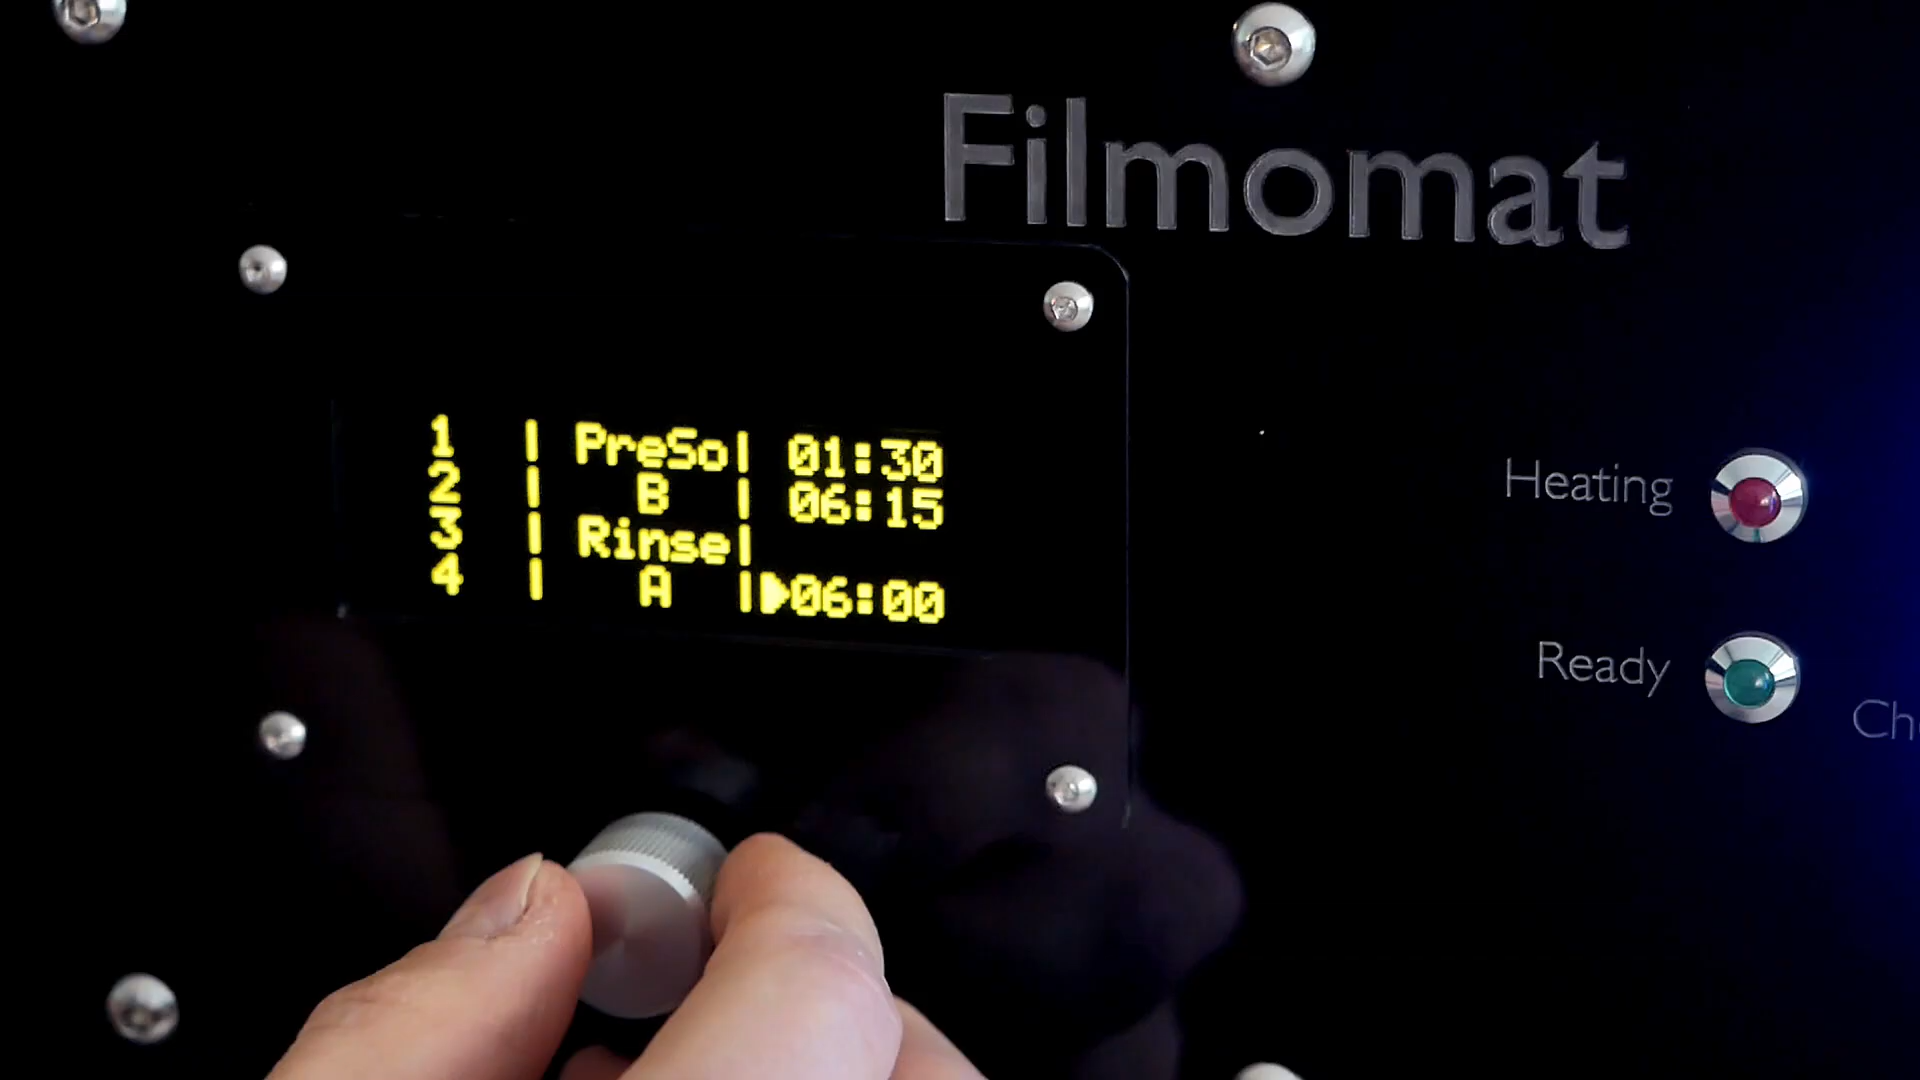 Filmomat
1 | PreSo| 01:30
2 | B | 06:15
3 | Rinse|
4 | A |▶06:00
Heating
Ready